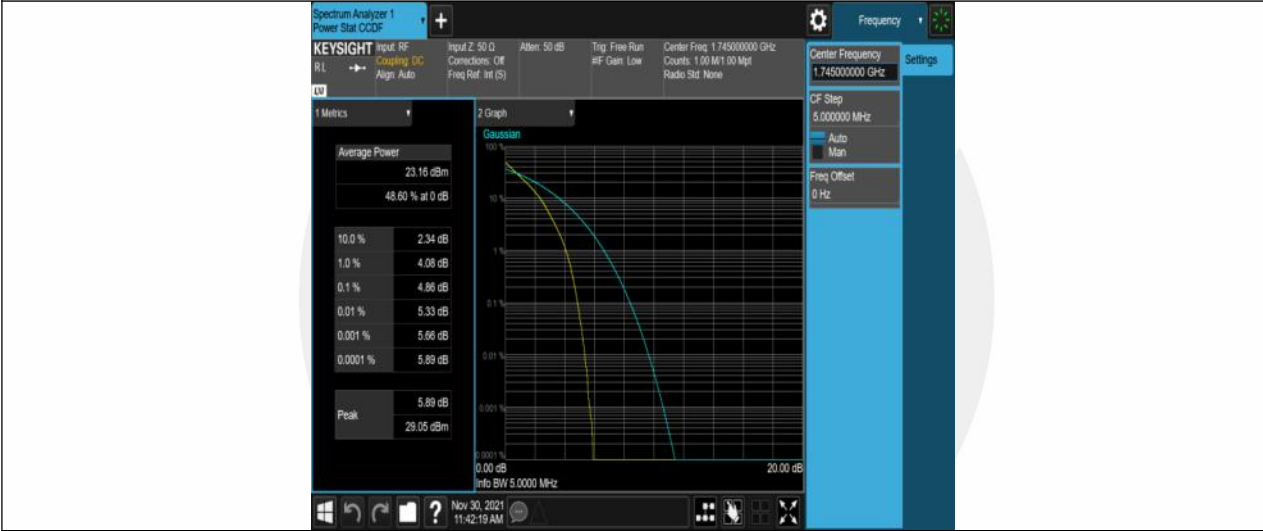 Spectrum Analyzer 1
Power Stat CCDF
+
Frequency
KEYSIGHT
RL
LV
Input: RF
Coupling: DC
Align: Auto
Input Z: 50 Ω
Corrections: Off
Freq Ref: Int (S)
Atten: 50 dB
Trig: Free Run
#IF Gain: Low
Center Freq: 1.745000000 GHz
Counts: 1.00 M/1.00 Mpt
Radio Std: None
Center Frequency
1.745000000 GHz
Settings
CF Step
5.000000 MHz
Auto
Man
Freq Offset
0 Hz
1 Metrics
Average Power
23.16 dBm
48.60 % at 0 dB
10.0 % 2.34 dB
1.0 % 4.08 dB
0.1 % 4.86 dB
0.01 % 5.33 dB
0.001 % 5.66 dB
0.0001 % 5.89 dB
Peak
5.89 dB
29.05 dBm
2 Graph
Gaussian
100 %
10 %
1 %
0.1 %
0.01 %
0.001 %
0.0001 %
0.00 dB 20.00 dB
Info BW 5.0000 MHz
?
Nov 30, 2021
11:42:19 AM